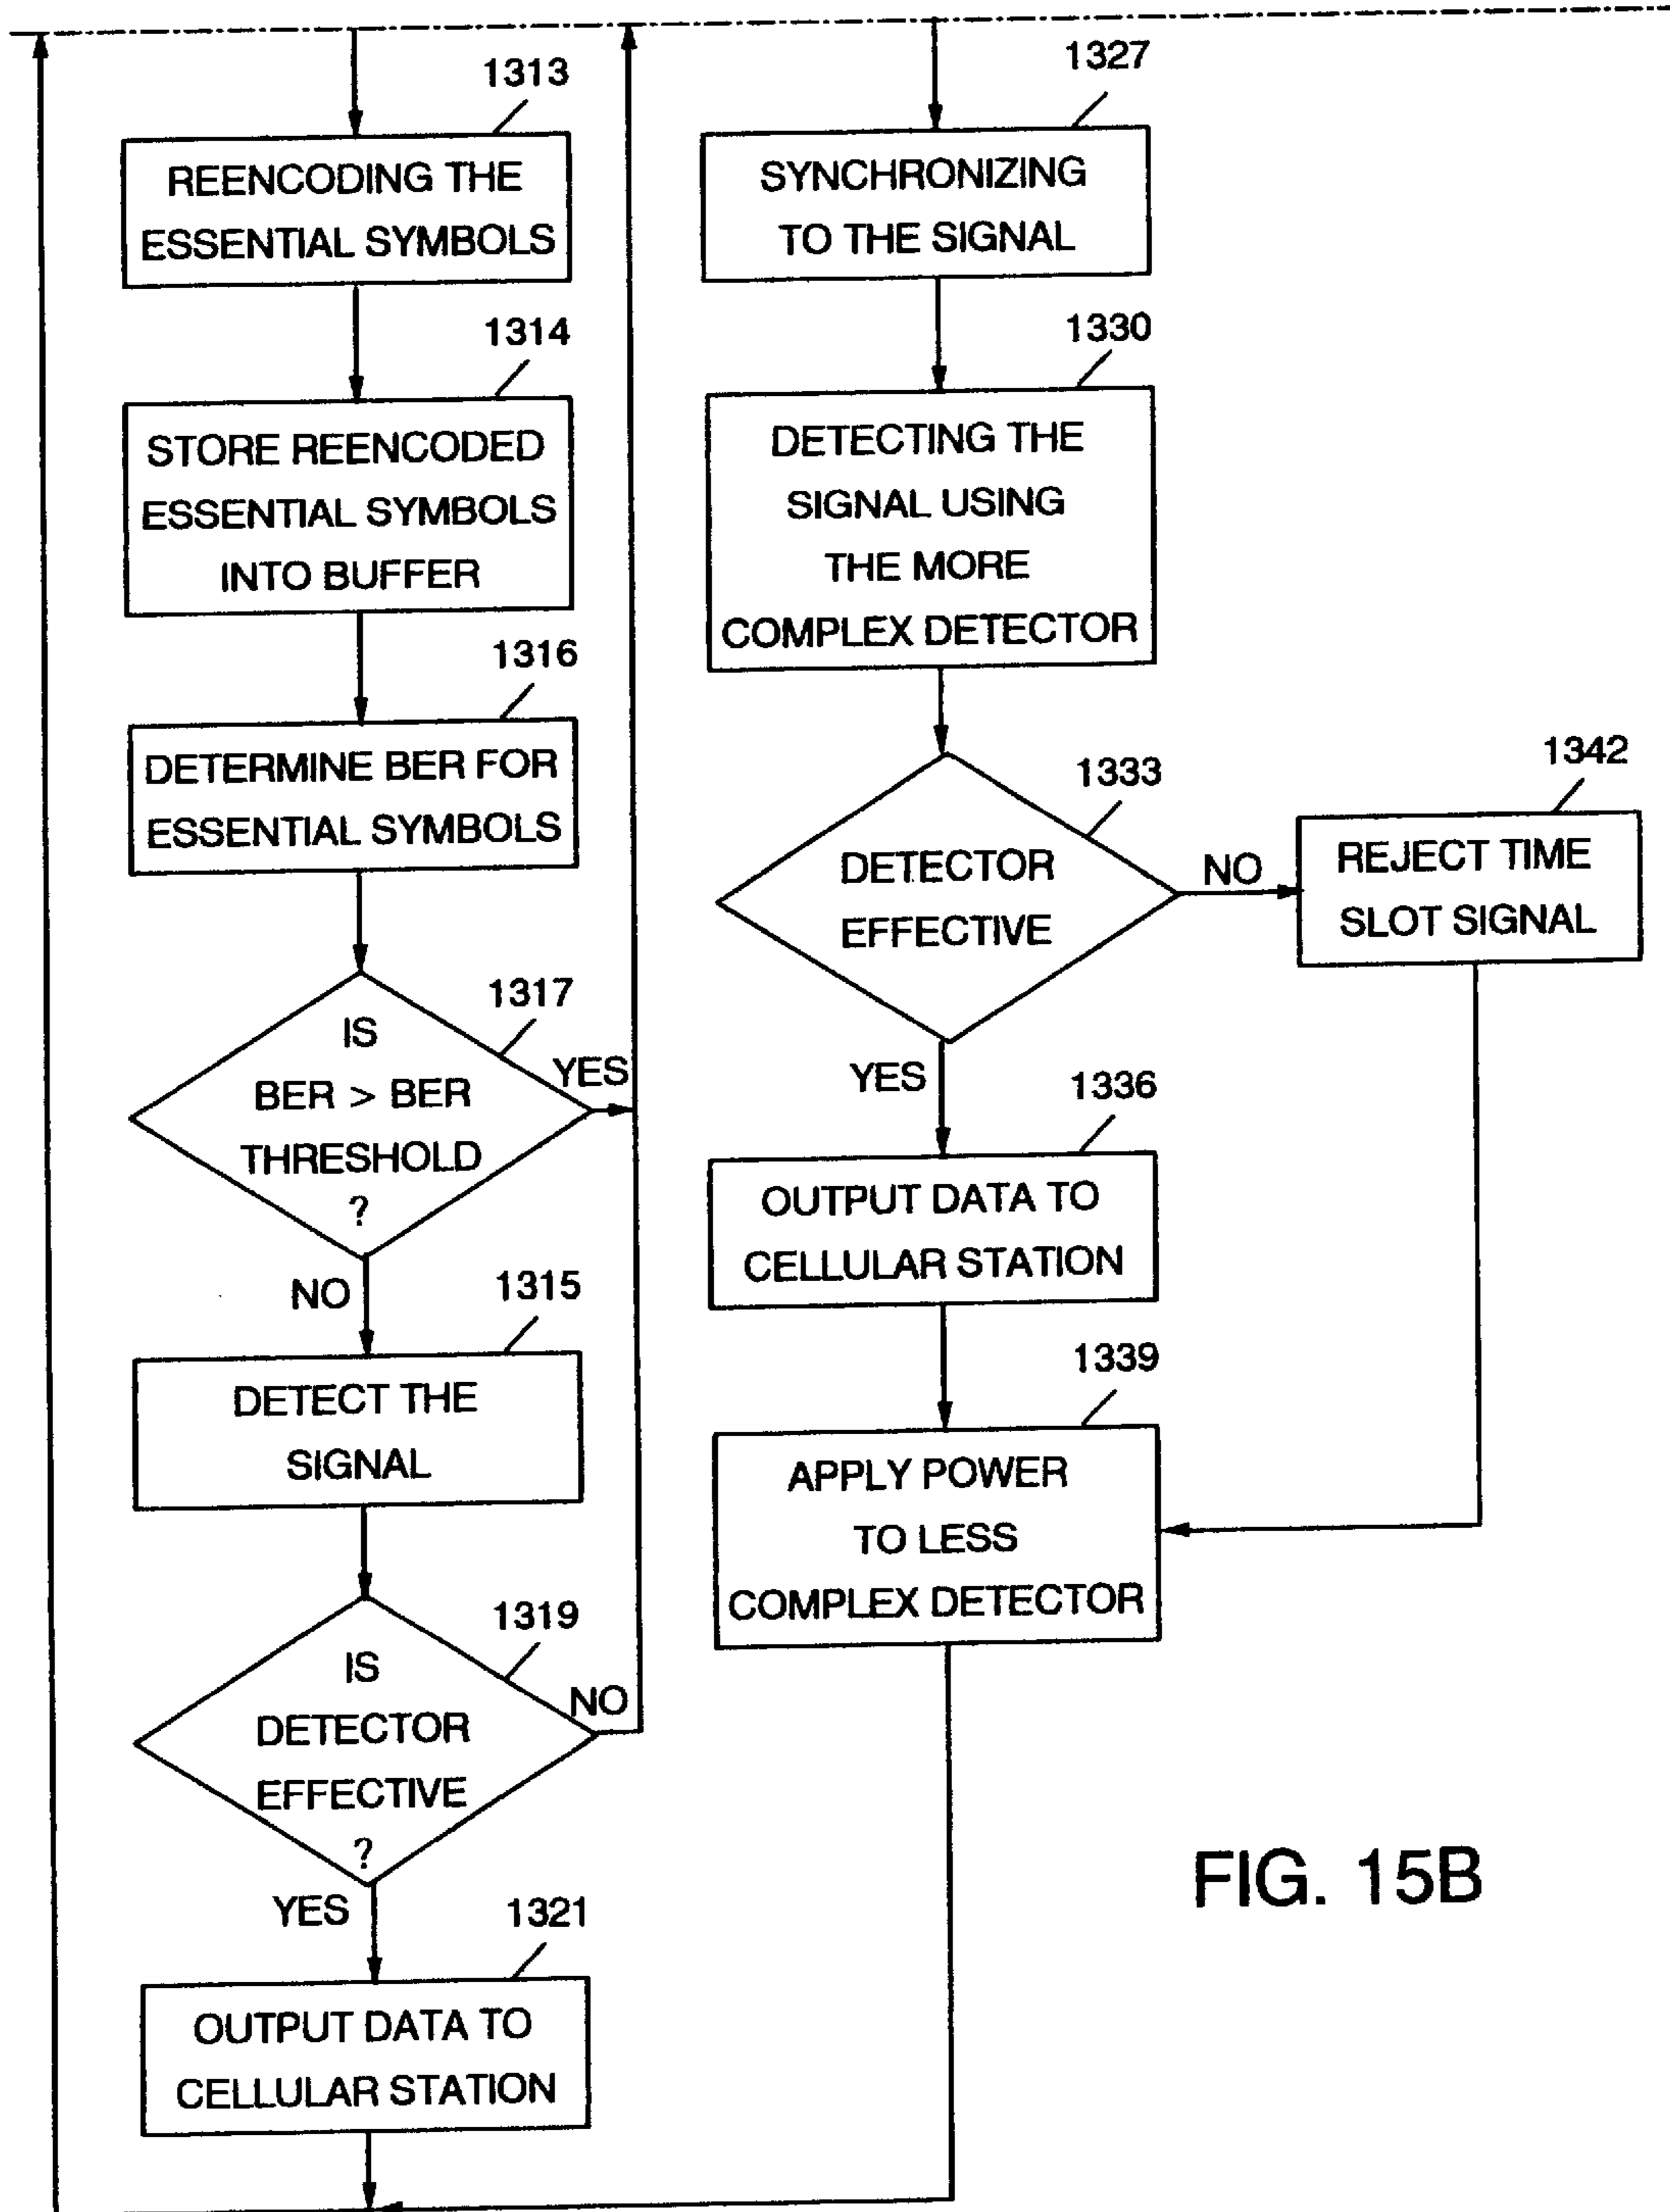 1313
REENCODING THE
ESSENTIAL SYMBOLS
1314
STORE REENCODED
ESSENTIAL SYMBOLS
INTO BUFFER
1316
DETERMINE BER FOR
ESSENTIAL SYMBOLS
1317
IS
BER > BER
THRESHOLD
?
YES
NO
1315
DETECT THE
SIGNAL
1319
IS
DETECTOR
EFFECTIVE
?
NO
YES
1321
OUTPUT DATA TO
CELLULAR STATION
1327
SYNCHRONIZING
TO THE SIGNAL
1330
DETECTING THE
SIGNAL USING
THE MORE
COMPLEX DETECTOR
1333
DETECTOR
EFFECTIVE
NO
1342
REJECT TIME
SLOT SIGNAL
YES
1336
OUTPUT DATA TO
CELLULAR STATION
1339
APPLY POWER
TO LESS
COMPLEX DETECTOR
FIG. 15B